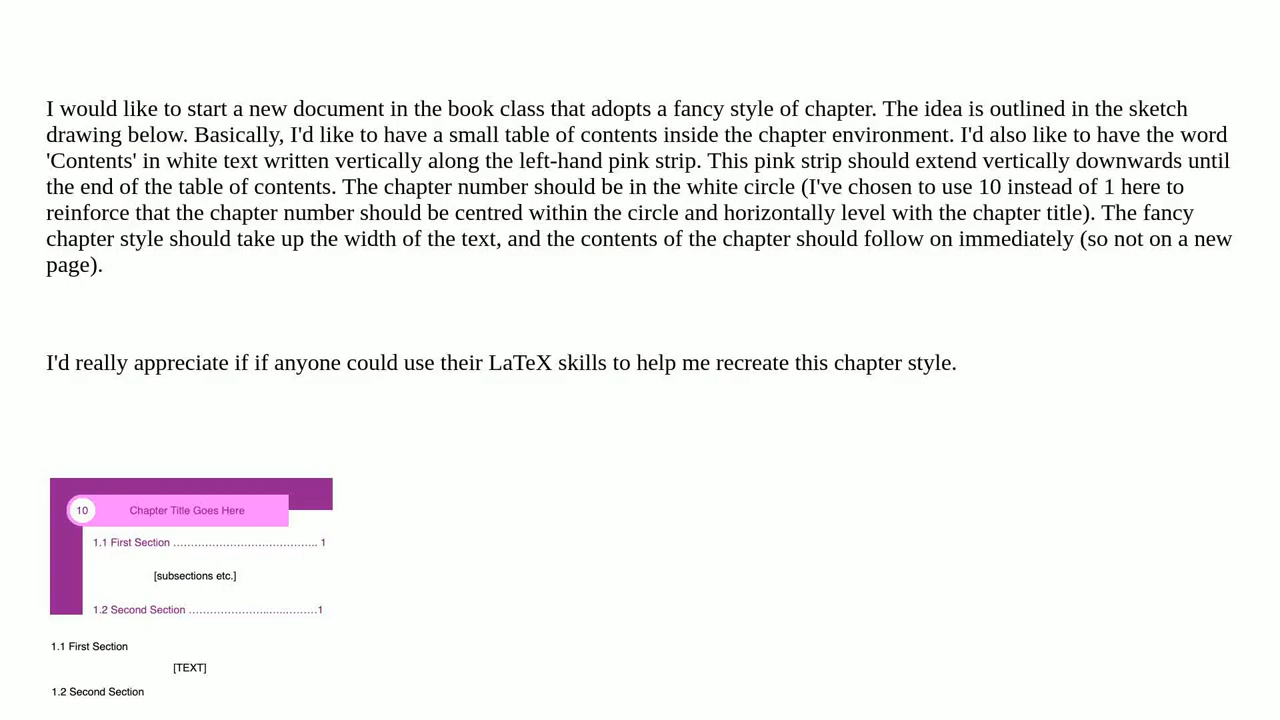 I would like to start a new document in the book class that adopts a fancy style of chapter. The idea is outlined in the sketch
drawing below. Basically, I'd like to have a small table of contents inside the chapter environment. I'd also like to have the word
'Contents' in white text written vertically along the left-hand pink strip. This pink strip should extend vertically downwards until
the end of the table of contents. The chapter number should be in the white circle (I've chosen to use 10 instead of 1 here to
reinforce that the chapter number should be centred within the circle and horizontally level with the chapter title). The fancy
chapter style should take up the width of the text, and the contents of the chapter should follow on immediately (so not on a new
page).
I'd really appreciate if if anyone could use their LaTeX skills to help me recreate this chapter style.
10 Chapter Title Goes Here
1.1 First Section ........................................ 1
[subsections etc.]
1.2 Second Section ....................................1
1.1 First Section
[TEXT]
1.2 Second Section